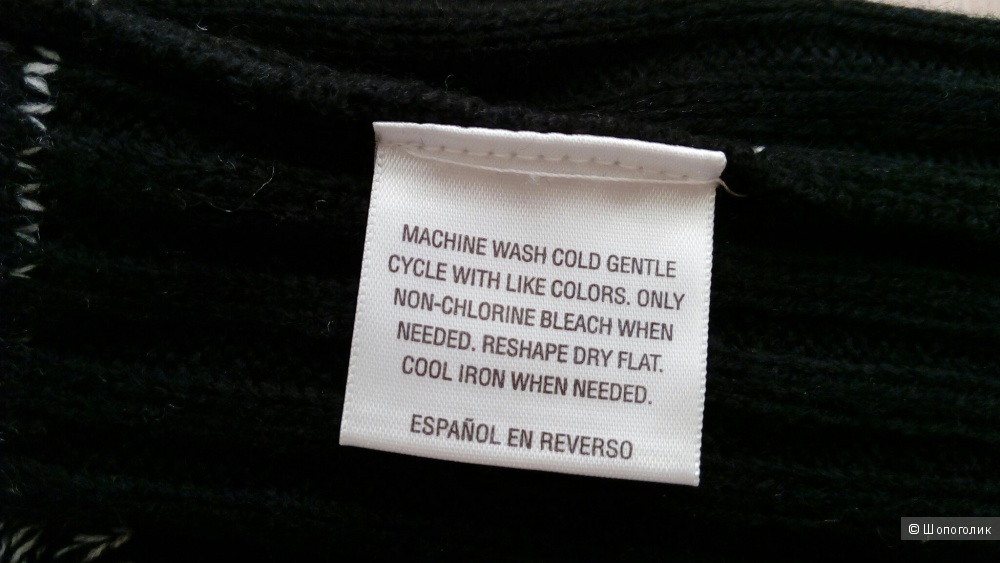 MACHINE WASH COLD GENTLE
CYCLE WITH LIKE COLORS. ONLY
NON-CHLORINE BLEACH WHEN
NEEDED. RESHAPE DRY FLAT.
COOL IRON WHEN NEEDED.
ESPAÑOL EN REVERSO
© Шопоголик